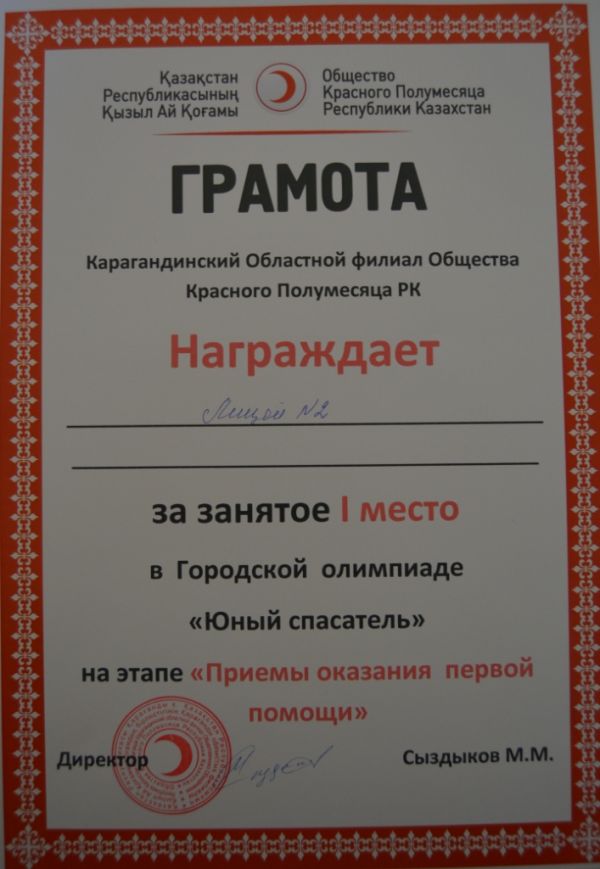 Қазақстан
Республикасының
Қызыл Ай Қоғамы
Общество
Красного Полумесяца
Республики Казахстан
ГРАМОТА
Карагандинский Областной филиал Общества
Красного Полумесяца РК
Награждает
Лицей N2
за занятое I место
в Городской олимпиаде
«Юный спасатель»
на этапе «Приемы оказания первой
помощи»
Директор
Сыздыков М.М.